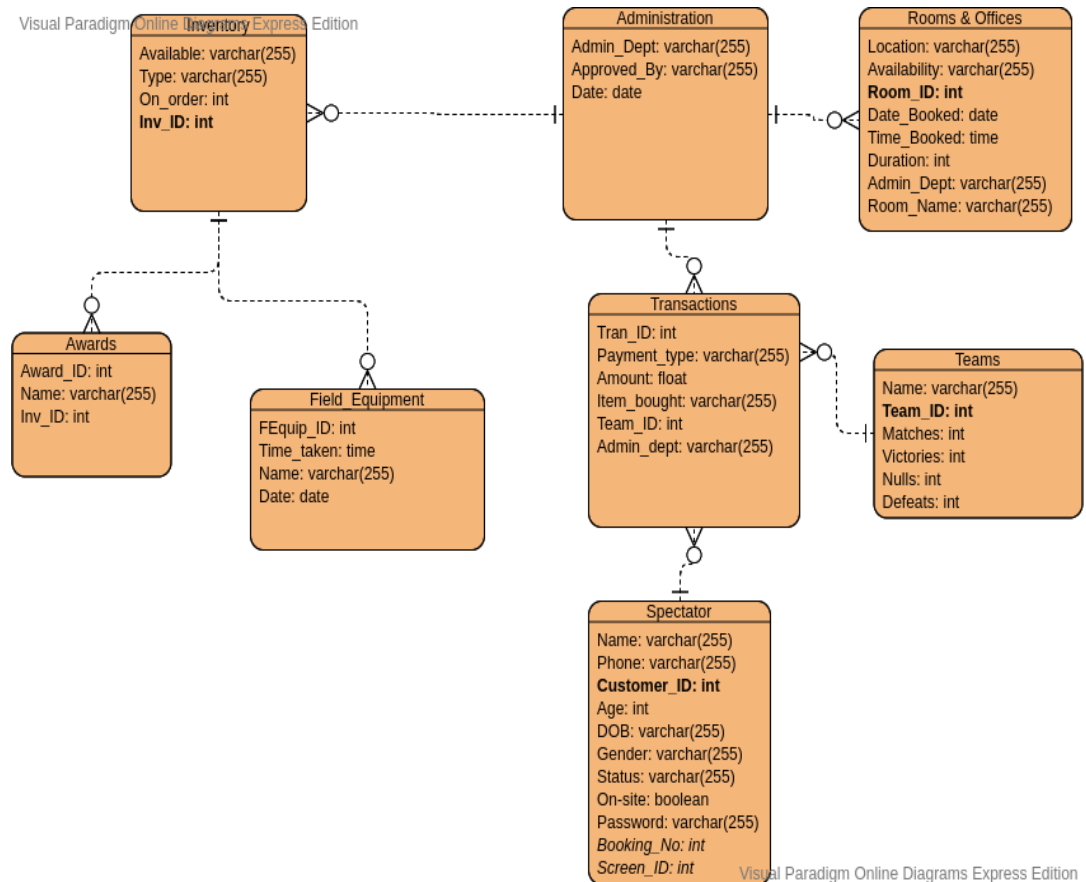 Visual Paradigm Online Diagrams Express Edition
Inventory
Available: varchar(255)
Type: varchar(255)
On_order: int
Inv_ID: int
Administration
Admin_Dept: varchar(255)
Approved_By: varchar(255)
Date: date
Rooms & Offices
Location: varchar(255)
Availability: varchar(255)
Room_ID: int
Date_Booked: date
Time_Booked: time
Duration: int
Admin_Dept: varchar(255)
Room_Name: varchar(255)
Awards
Award_ID: int
Name: varchar(255)
Inv_ID: int
Field_Equipment
FEquip_ID: int
Time_taken: time
Name: varchar(255)
Date: date
Transactions
Tran_ID: int
Payment_type: varchar(255)
Amount: float
Item_bought: varchar(255)
Team_ID: int
Admin_dept: varchar(255)
Teams
Name: varchar(255)
Team_ID: int
Matches: int
Victories: int
Nulls: int
Defeats: int
Spectator
Name: varchar(255)
Phone: varchar(255)
Customer_ID: int
Age: int
DOB: varchar(255)
Gender: varchar(255)
Status: varchar(255)
On-site: boolean
Password: varchar(255)
Booking_No: int
Screen_ID: int
Visual Paradigm Online Diagrams Express Edition